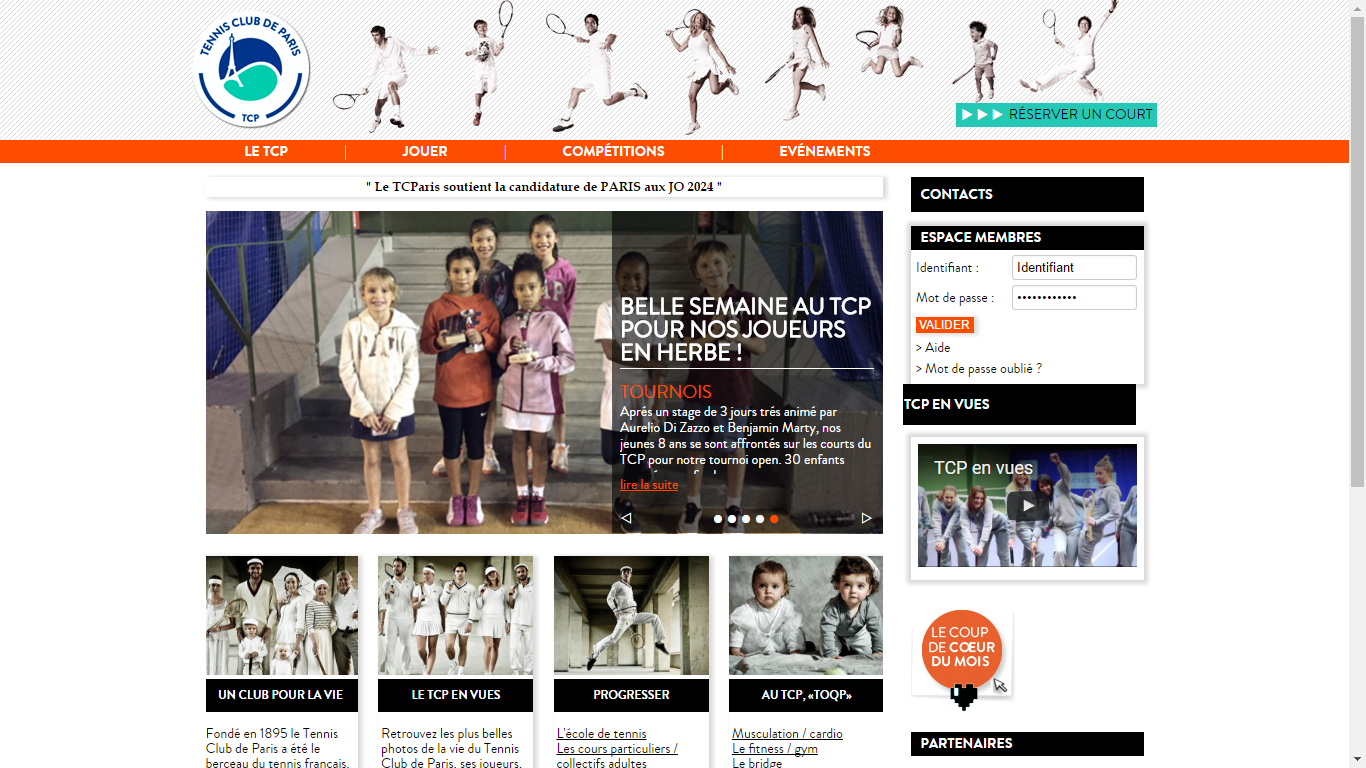 TENNIS CLUB DE PARIS
TCP
►►► RÉSERVER UN COURT
LE TCP | JOUER | COMPÉTITIONS | EVÉNEMENTS
" Le TCParis soutient la candidature de PARIS aux JO 2024 "
BELLE SEMAINE AU TCP
POUR NOS JOUEURS
EN HERBE !
TOURNOIS
Aprés un stage de 3 jours trés animé par
Aurelio Di Zazzo et Benjamin Marty, nos
jeunes 8 ans se sont affrontés sur les courts du
TCP pour notre tournoi open. 30 enfants
lire la suite
CONTACTS
ESPACE MEMBRES
Identifiant : Identifiant
Mot de passe : ••••••••••••
VALIDER
> Aide
> Mot de passe oublié ?
TCP EN VUES
TCP en vues
LE COUP
DE CŒUR
DU MOIS
PARTENAIRES
UN CLUB POUR LA VIE
Fondé en 1895 le Tennis
Club de Paris a été le
berceau du tennis français,
LE TCP EN VUES
Retrouvez les plus belles
photos de la vie du Tennis
Club de Paris, ses joueurs,
PROGRESSER
L'école de tennis
Les cours particuliers /
collectifs adultes
AU TCP, «TOQP»
Musculation / cardio
Le fitness / gym
Le bridge